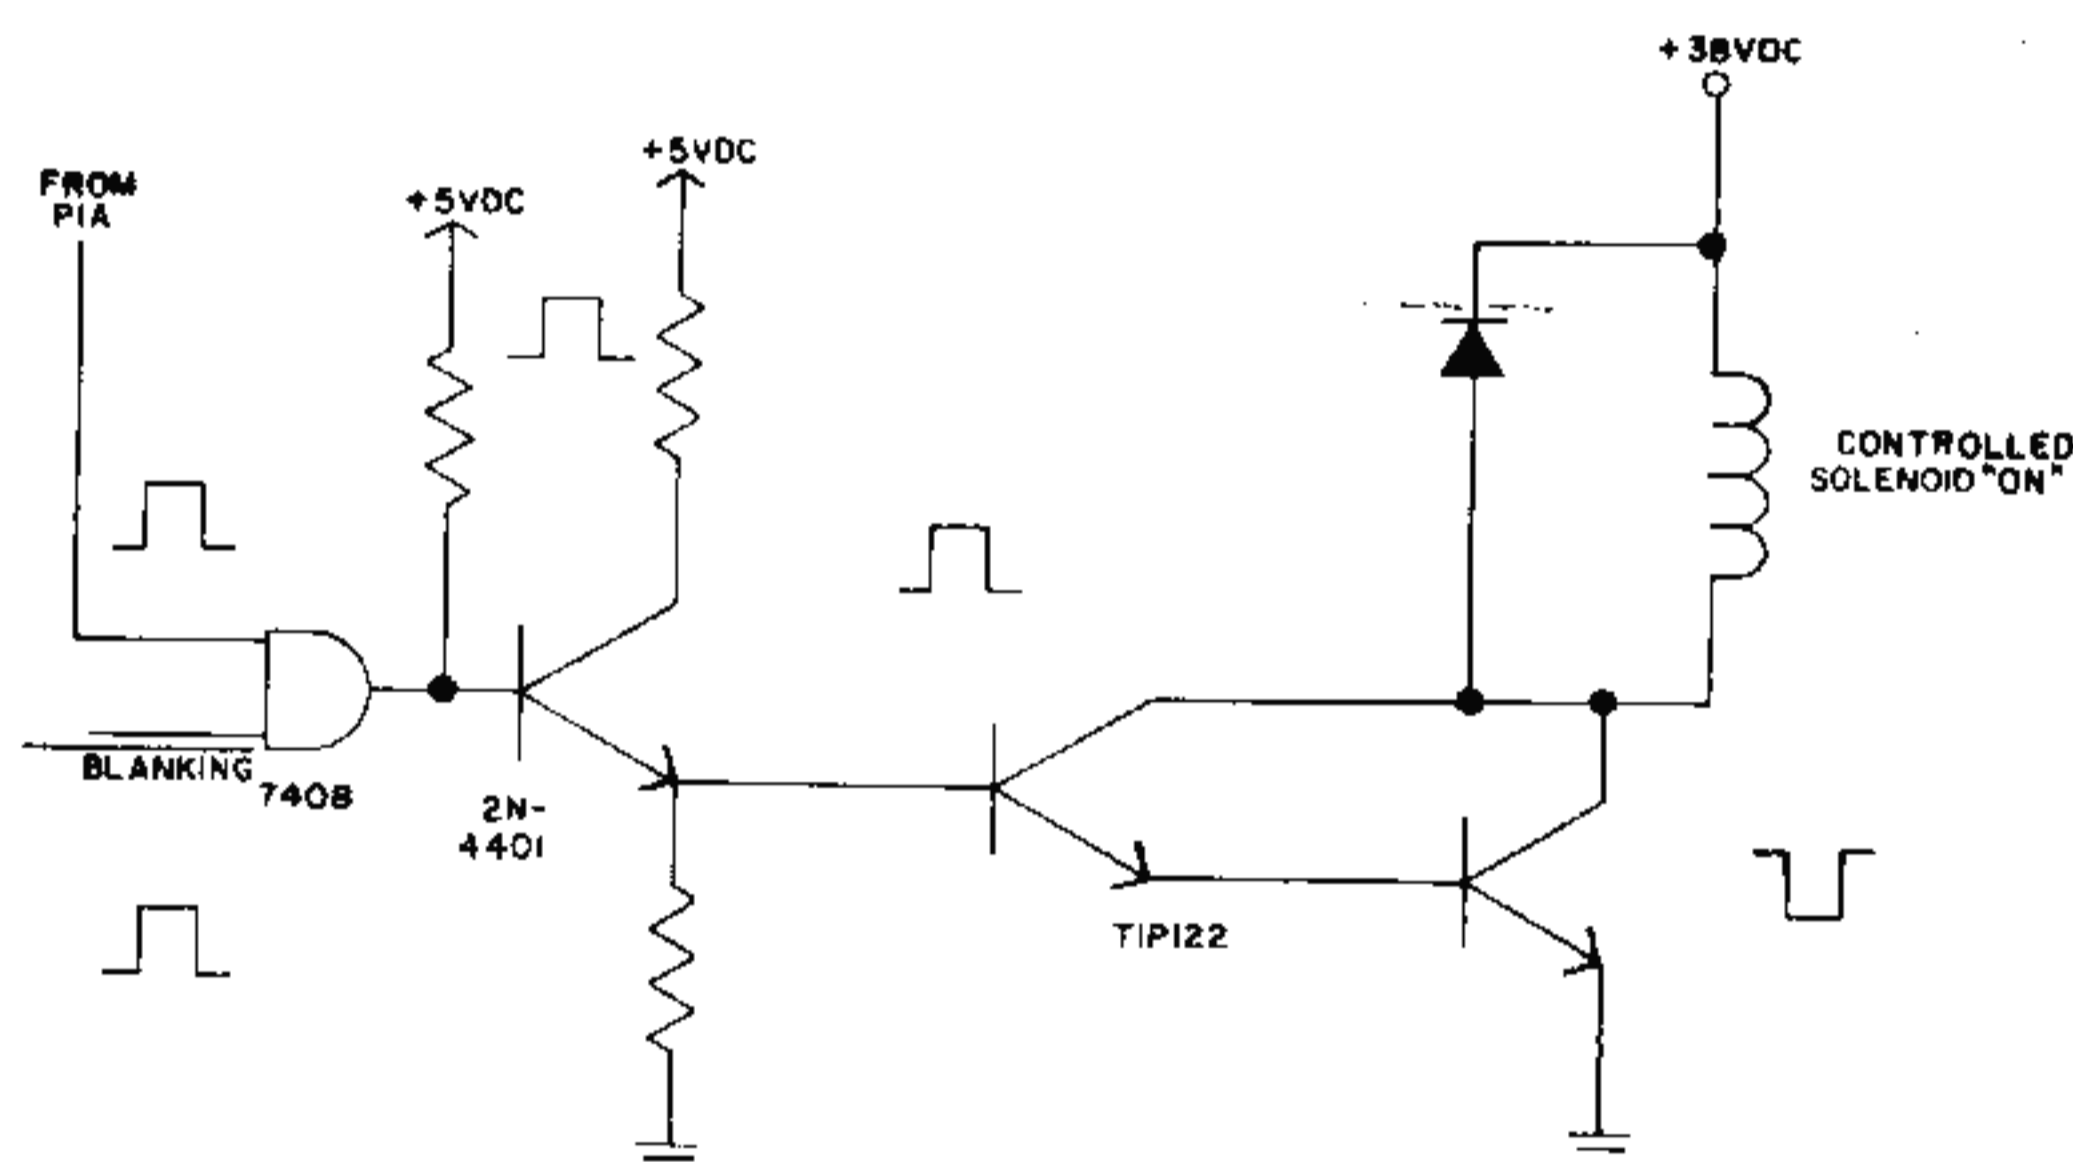 +38VDC
+5VDC
FROM
PIA
+5VDC
CONTROLLED
SOLENOID "ON"
BLANKING
7408
2N-
4401
TIP122